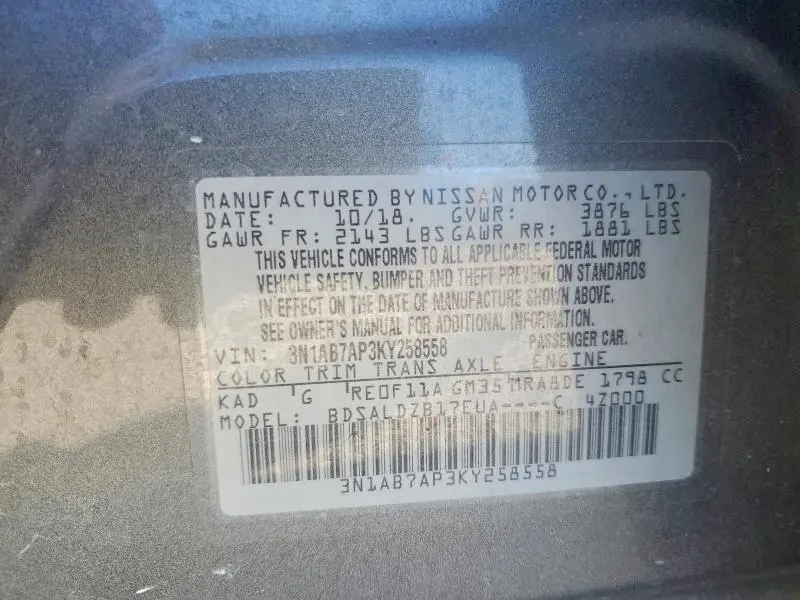 MANUFACTURED BY NISSAN MOTOR CO., LTD.
DATE: 10/18. GVWR: 3876 LBS
GAWR FR: 2143 LBS GAWR RR: 1881 LBS
THIS VEHICLE CONFORMS TO ALL APPLICABLE FEDERAL MOTOR
VEHICLE SAFETY, BUMPER AND THEFT PREVENTION STANDARDS
IN EFFECT ON THE DATE OF MANUFACTURE SHOWN ABOVE.
SEE OWNER'S MANUAL FOR ADDITIONAL INFORMATION.
VIN: 3N1AB7AP3KY258558 PASSENGER CAR.
COLOR TRIM TRANS AXLE ENGINE
KAD G RE0F11A GM35 MRA8DE 1798 CC
MODEL: BDSALDZB17EUA----C 4Z000
3N1AB7AP3KY258558